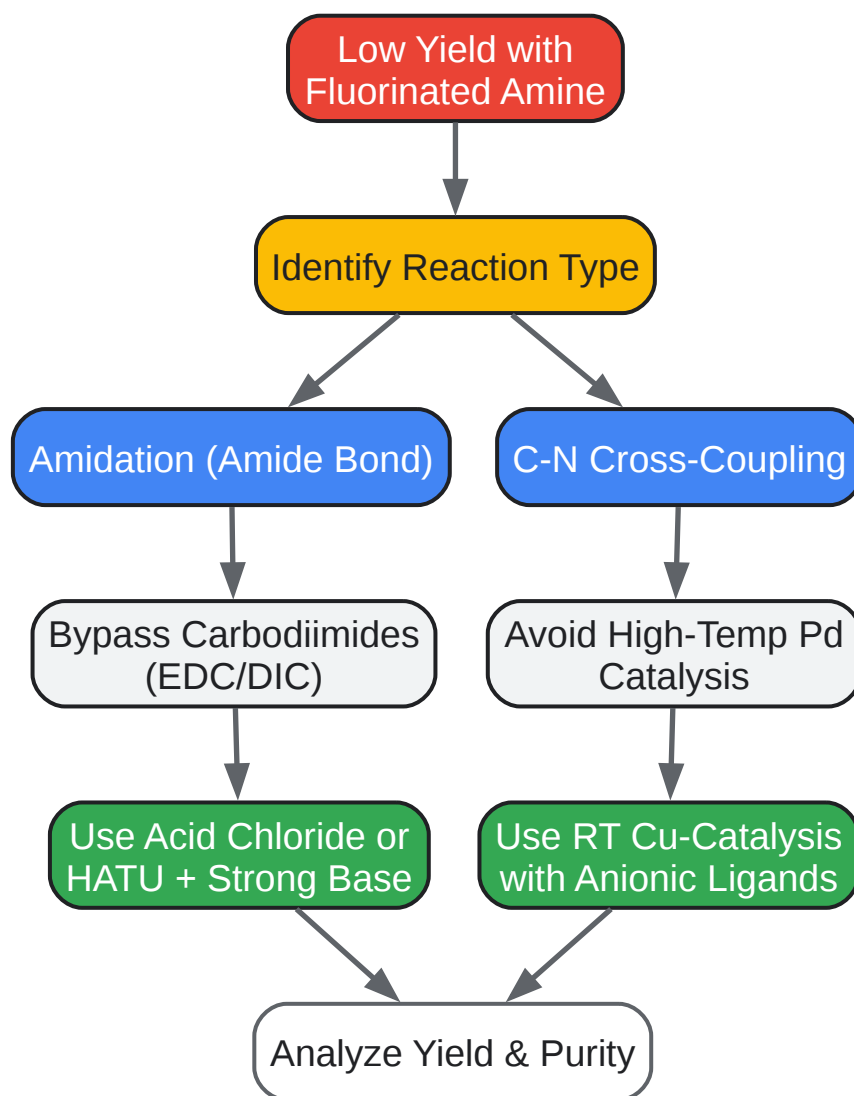 Low Yield with
Fluorinated Amine
Identify Reaction Type
Amidation (Amide Bond)
C-N Cross-Coupling
Bypass Carbodiimides
(EDC/DIC)
Avoid High-Temp Pd
Catalysis
Use Acid Chloride or
HATU + Strong Base
Use RT Cu-Catalysis
with Anionic Ligands
Analyze Yield & Purity